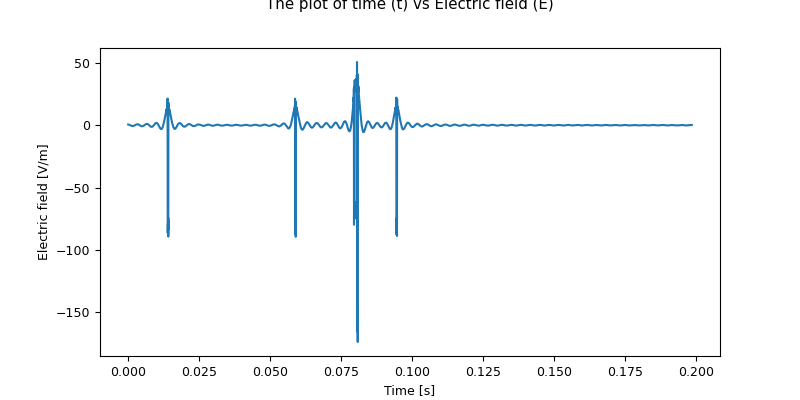 The plot of time (t) vs Electric field (E)
50
0
−50
−100
−150
Electric field [V/m]
0.000 0.025 0.050 0.075 0.100 0.125 0.150 0.175 0.200
Time [s]